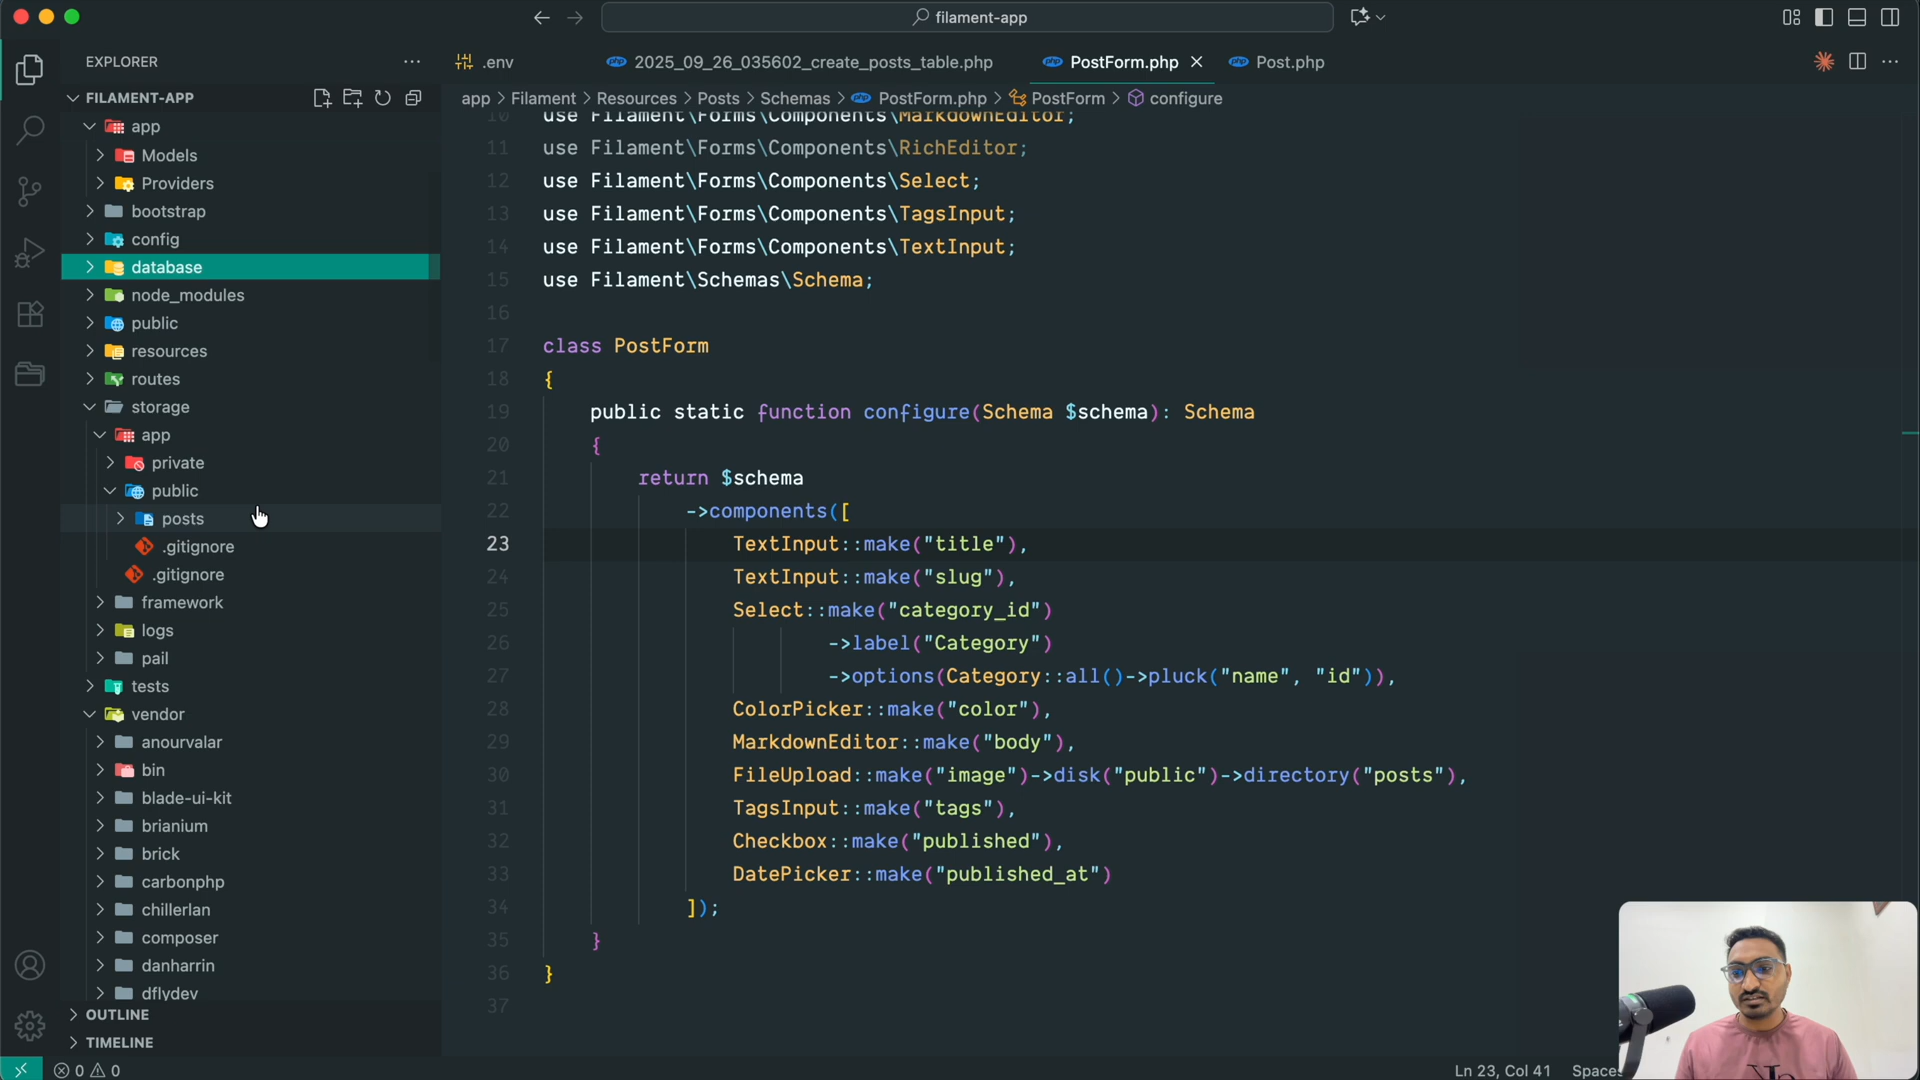 filament-app
EXPLORER
.env
2025_09_26_035602_create_posts_table.php
PostForm.php
Post.php
FILAMENT-APP
app > Filament > Resources > Posts > Schemas > PostForm.php > PostForm > configure
app
Models
Providers
bootstrap
config
database
node_modules
public
resources
routes
storage
app
private
public
posts
.gitignore
.gitignore
framework
logs
pail
tests
vendor
anourvalar
bin
blade-ui-kit
brianium
brick
carbonphp
chillerlan
composer
danharrin
dflydev
OUTLINE
TIMELINE
10 use Filament\Forms\Components\MarkdownEditor;
11 use Filament\Forms\Components\RichEditor;
12 use Filament\Forms\Components\Select;
13 use Filament\Forms\Components\TagsInput;
14 use Filament\Forms\Components\TextInput;
15 use Filament\Schemas\Schema;
16
17 class PostForm
18 {
19 public static function configure(Schema $schema): Schema
20 {
21 return $schema
22 ->components([
23 TextInput::make("title"),
24 TextInput::make("slug"),
25 Select::make("category_id")
26 ->label("Category")
27 ->options(Category::all()->pluck("name", "id")),
28 ColorPicker::make("color"),
29 MarkdownEditor::make("body"),
30 FileUpload::make("image")->disk("public")->directory("posts"),
31 TagsInput::make("tags"),
32 Checkbox::make("published"),
33 DatePicker::make("published_at")
34 ]);
35 }
36 }
37
0 0
Ln 23, Col 41
Spaces